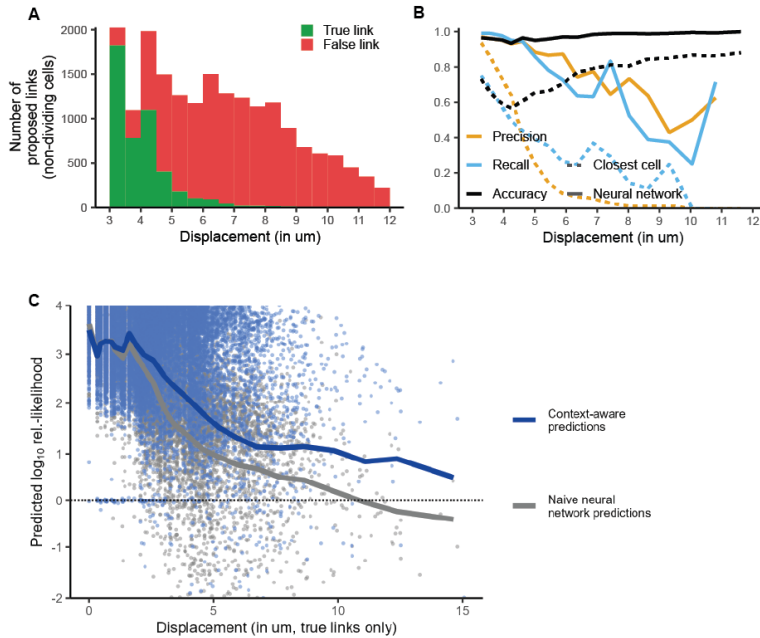 A
True link
False link
Number of
proposed links
(non-dividing cells)
2000
1500
1000
500
0
3 4 5 6 7 8 9 10 11 12
Displacement (in um)
B
1.0
0.8
0.6
0.4
0.2
0.0
Precision
Recall
Closest cell
Accuracy
Neural network
3 4 5 6 7 8 9 10 11 12
Displacement (in um)
C
Predicted log₁₀ rel.-likelihood
4
3
2
1
0
-1
-2
0 5 10 15
Displacement (in um, true links only)
Context-aware
predictions
Naive neural
network predictions